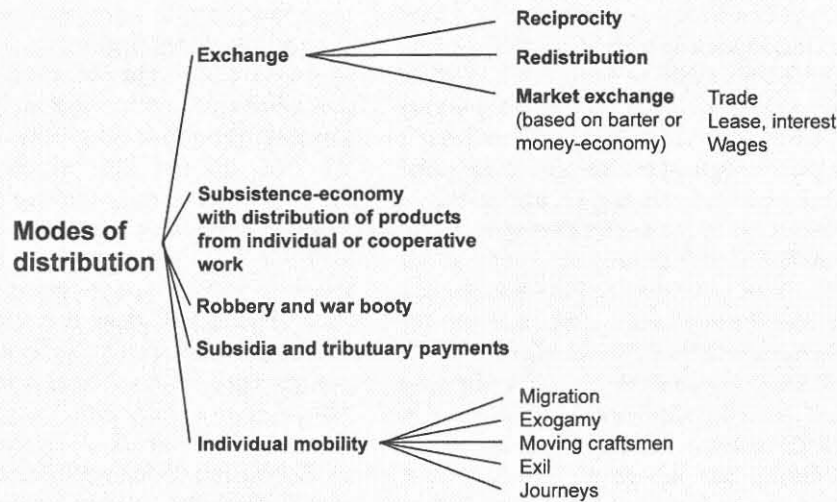 Modes of
distribution
Exchange
Reciprocity
Redistribution
Market exchange
(based on barter or
money-economy)
Trade
Lease, interest
Wages
Subsistence-economy
with distribution of products
from individual or cooperative
work
Robbery and war booty
Subsidia and tributuary payments
Individual mobility
Migration
Exogamy
Moving craftsmen
Exil
Journeys